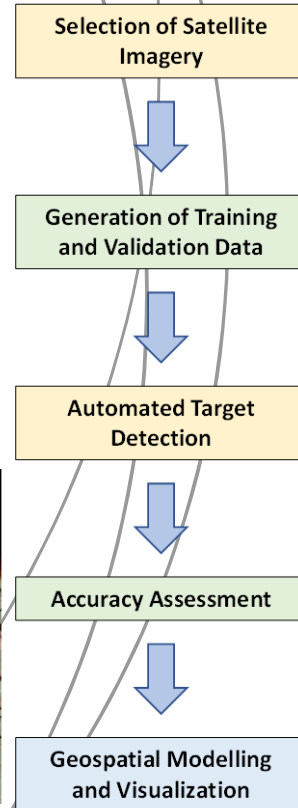 Selection of Satellite
Imagery
Generation of Training
and Validation Data
Automated Target
Detection
Accuracy Assessment
Geospatial Modelling
and Visualization